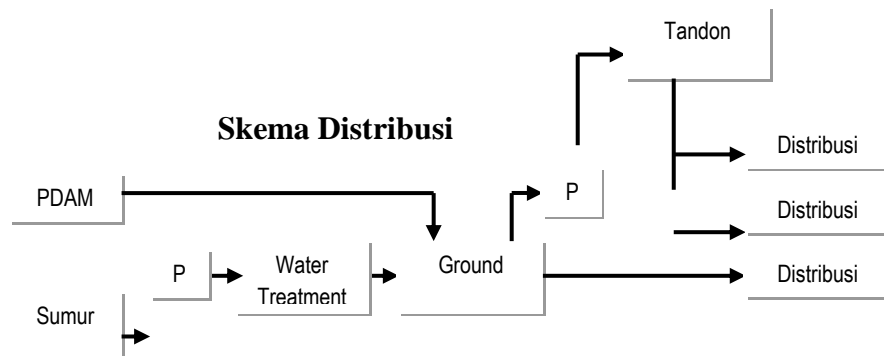 Tandon
Skema Distribusi
Distribusi
PDAM
P
Distribusi
P
Water
Treatment
Ground
Distribusi
Sumur